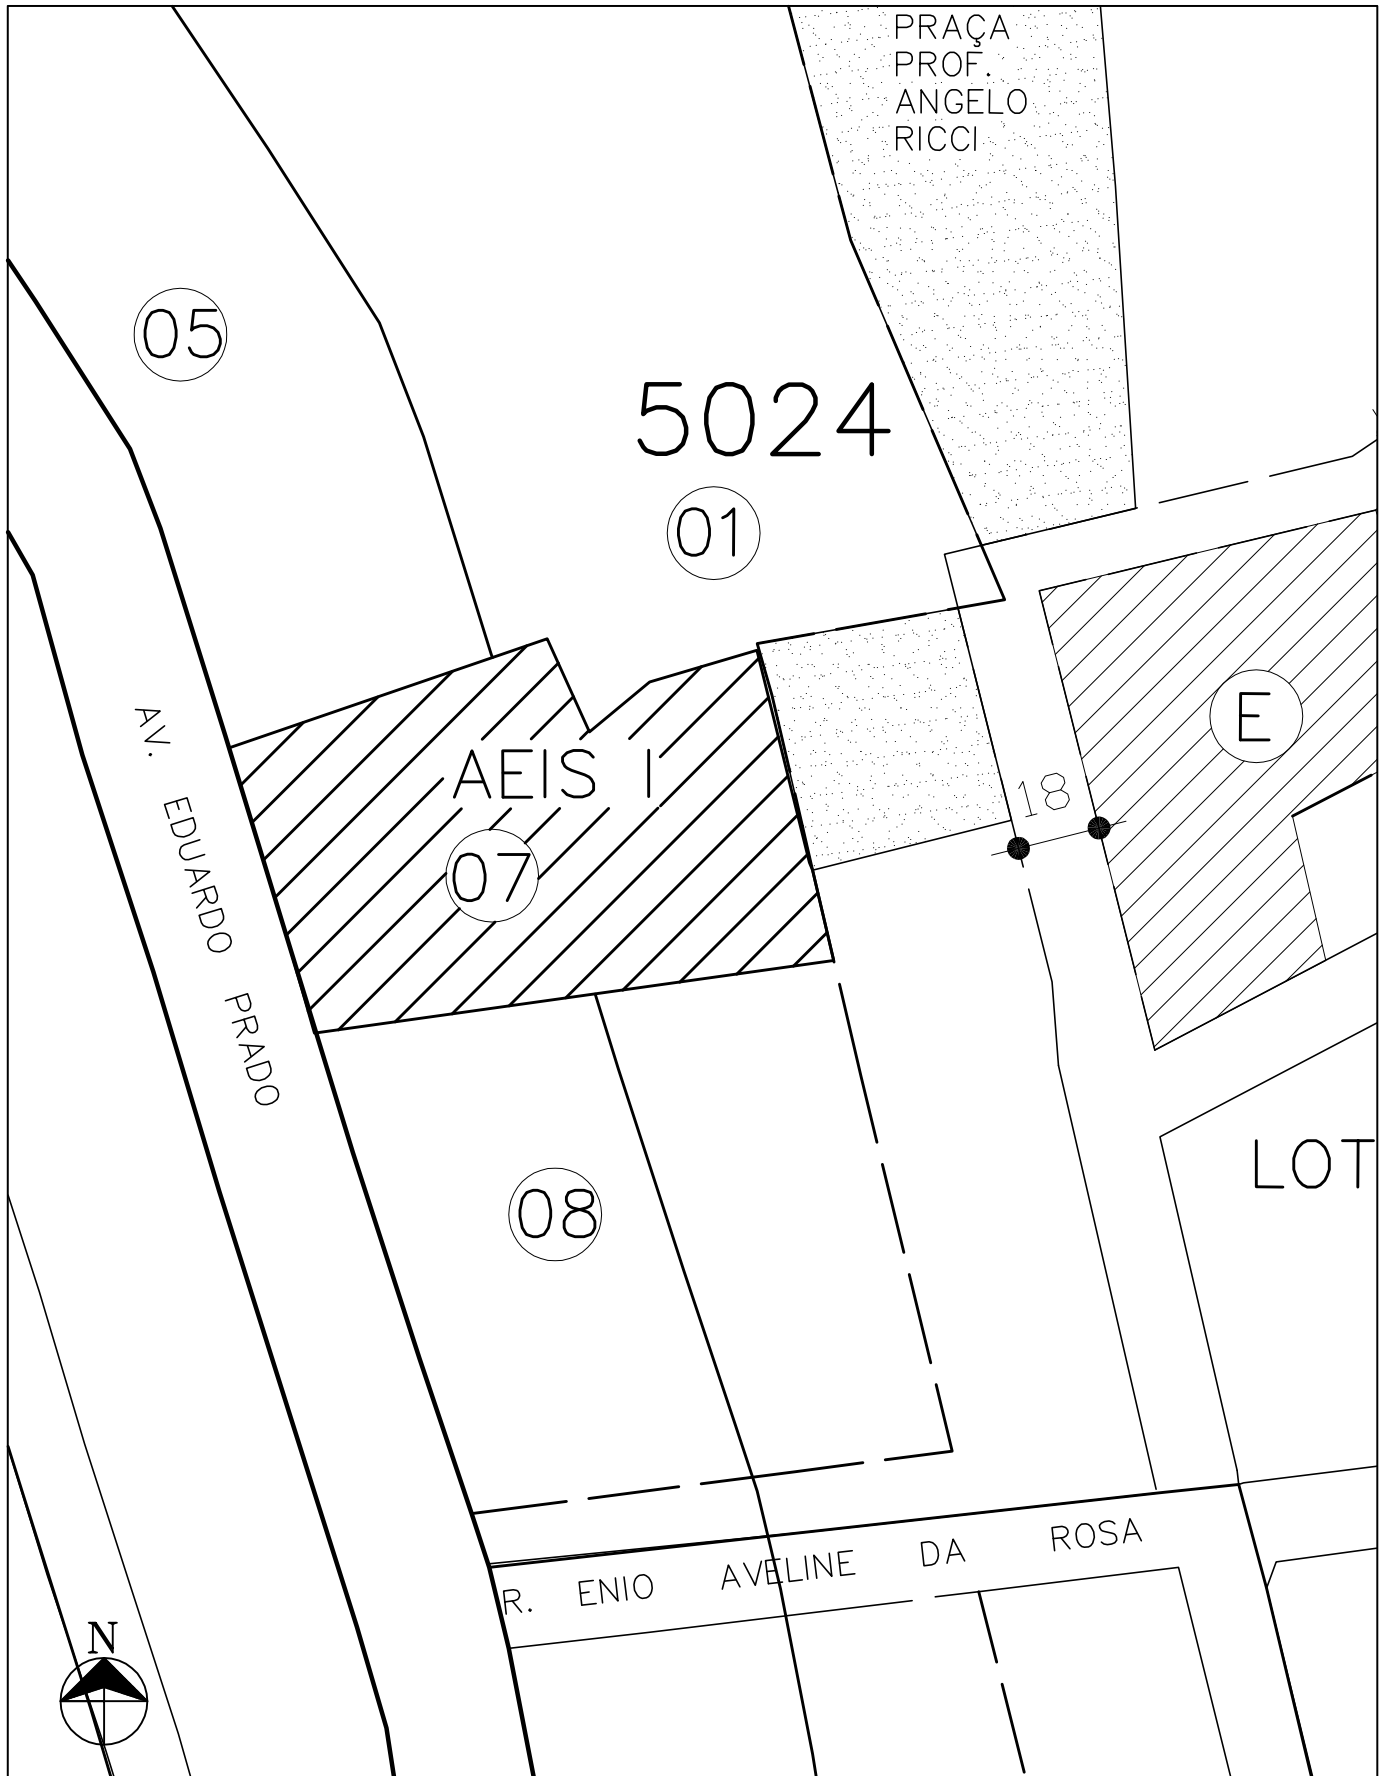 PRAÇA
PROF.
ANGELO
RICCI
05
5024
01
E
AV. EDUARDO PRADO
AEIS I
18
07
LOT
08
R. ENIO AVELINE DA ROSA
N